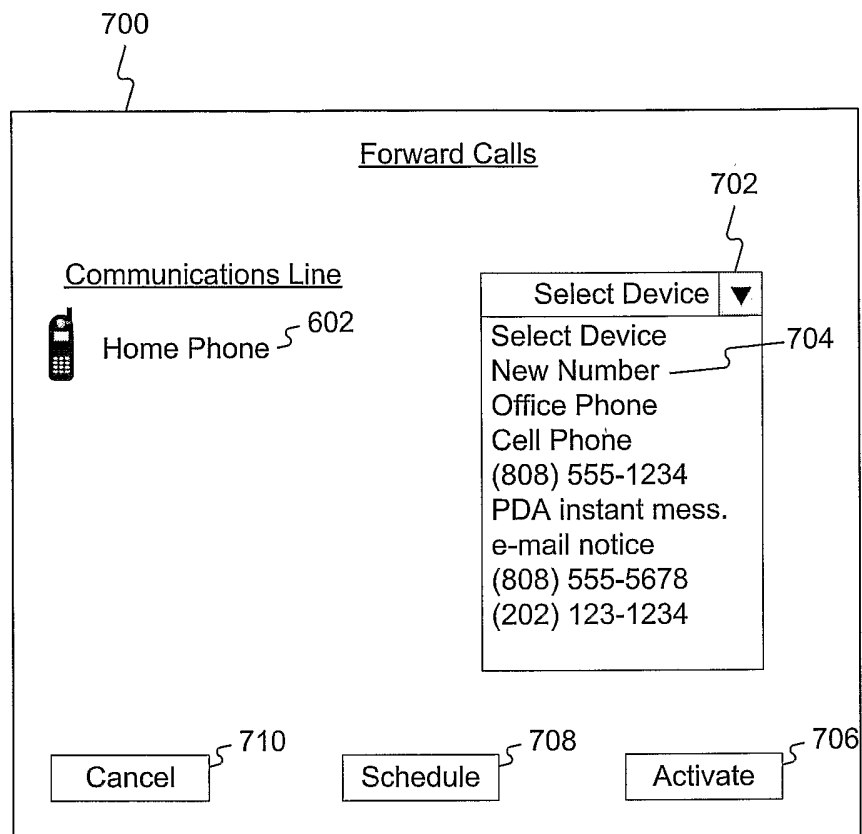 700
Forward Calls
702
Communications Line
Select Device ▼
Home Phone 602
Select Device
New Number 704
Office Phone
Cell Phone
(808) 555-1234
PDA instant mess.
e-mail notice
(808) 555-5678
(202) 123-1234
710
708
706
Cancel
Schedule
Activate